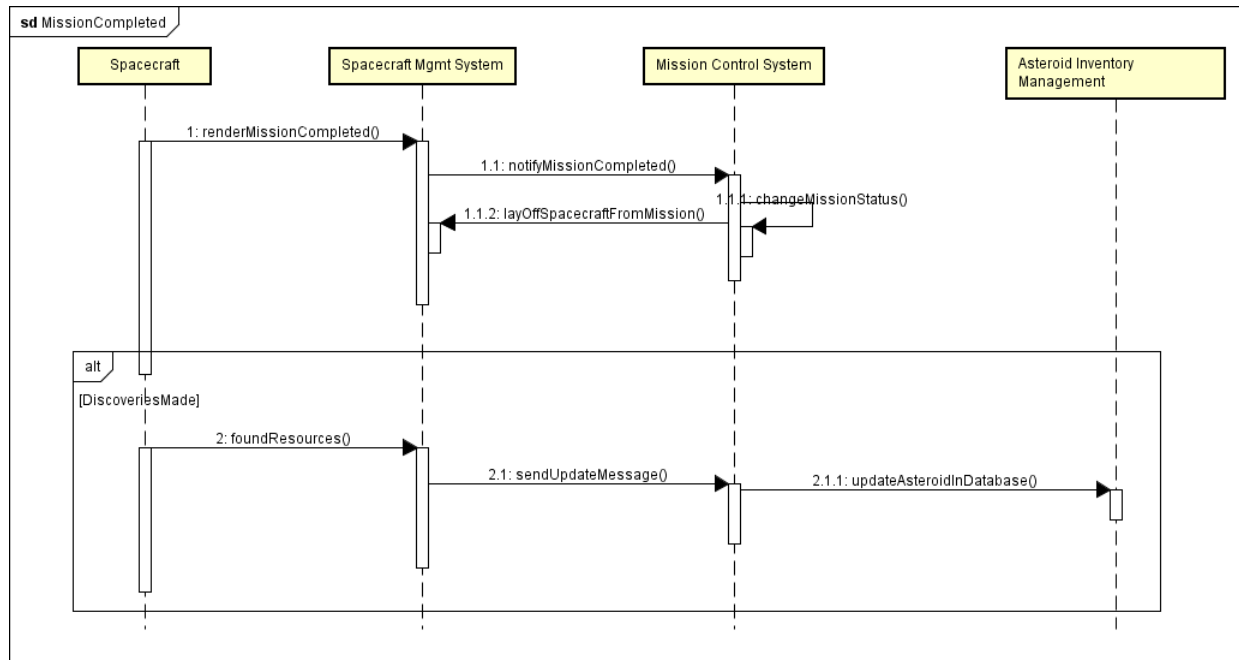 sd MissionCompleted
Spacecraft
Spacecraft Mgmt System
Mission Control System
Asteroid Inventory
Management
1: renderMissionCompleted()
1.1: notifyMissionCompleted()
1.1.1: changeMissionStatus()
1.1.2: layOffSpacecraftFromMission()
alt
[DiscoveriesMade]
2: foundResources()
2.1: sendUpdateMessage()
2.1.1: updateAsteroidInDatabase()